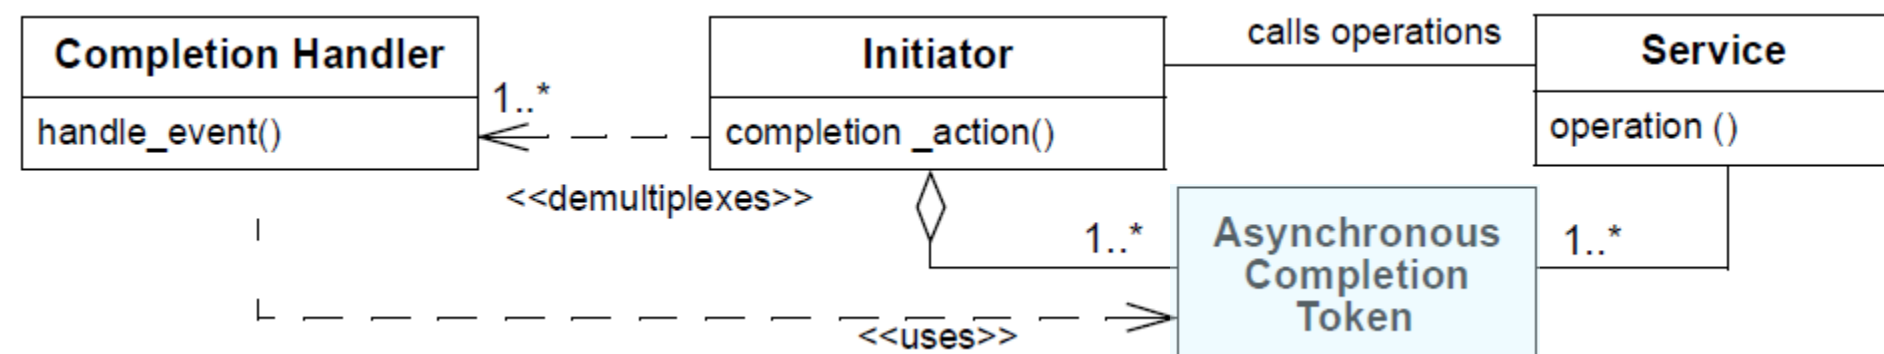 Completion Handler
handle_event()
1..*
<<demultiplexes>>
Initiator
completion _action()
calls operations
Service
operation ()
1..*
Asynchronous
Completion
Token
1..*
<<uses>>